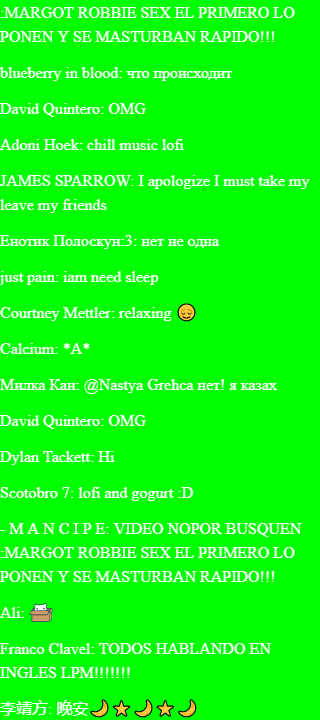 :MARGOT ROBBIE SEX EL PRIMERO LO
PONEN Y SE MASTURBAN RAPIDO!!!
blueberry in blood: что происходит
David Quintero: OMG
Adoni Hoek: chill music lofi
JAMES SPARROW: I apologize I must take my
leave my friends
Енотик Полоскун:3: нет не одна
just pain: iam need sleep
Courtney Mettler: relaxing 😌
Calcium: *A*
Милка Кан: @Nastya Grehca нет! я казах
David Quintero: OMG
Dylan Tackett: Hi
Scotobro 7: lofi and gogurt :D
- M A N C I P E: VIDEO NOPOR BUSQUEN
:MARGOT ROBBIE SEX EL PRIMERO LO
PONEN Y SE MASTURBAN RAPIDO!!!
Ali:
Franco Clavel: TODOS HABLANDO EN
INGLES LPM!!!!!!!
李靖方: 晚安🌙⭐🌙⭐🌙